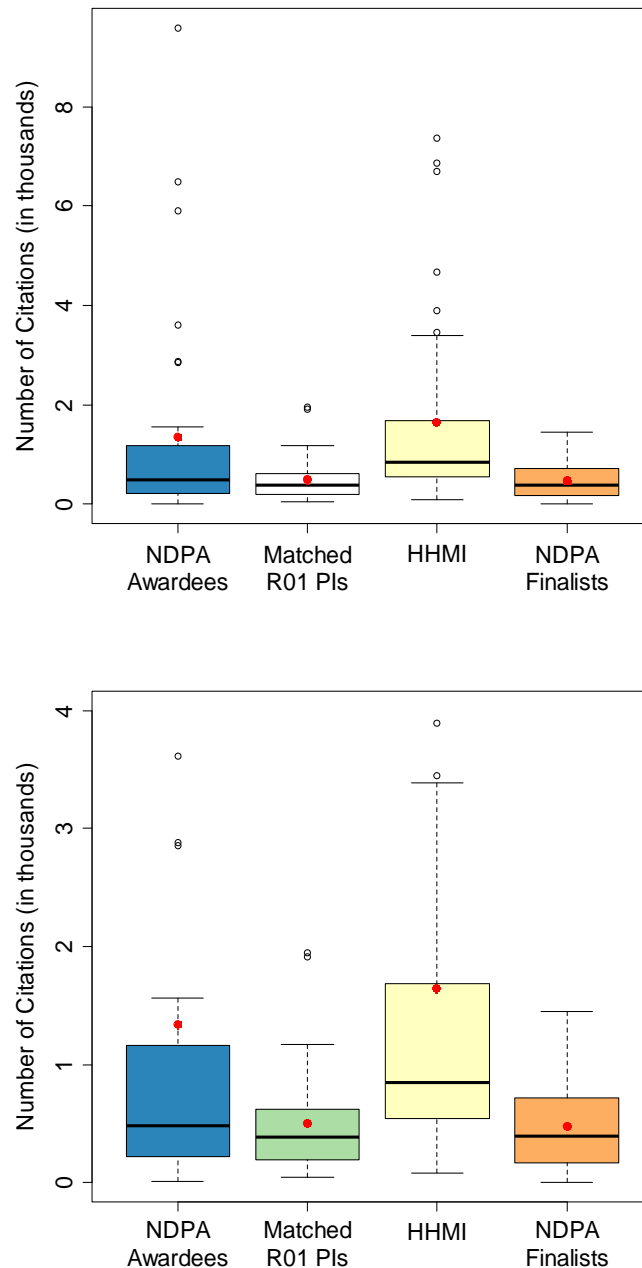 Number of Citations (in thousands)
8
6
4
2
0
NDPA
Awardees
Matched
R01 PIs
HHMI
NDPA
Finalists
Number of Citations (in thousands)
4
3
2
1
0
NDPA
Awardees
Matched
R01 PIs
HHMI
NDPA
Finalists